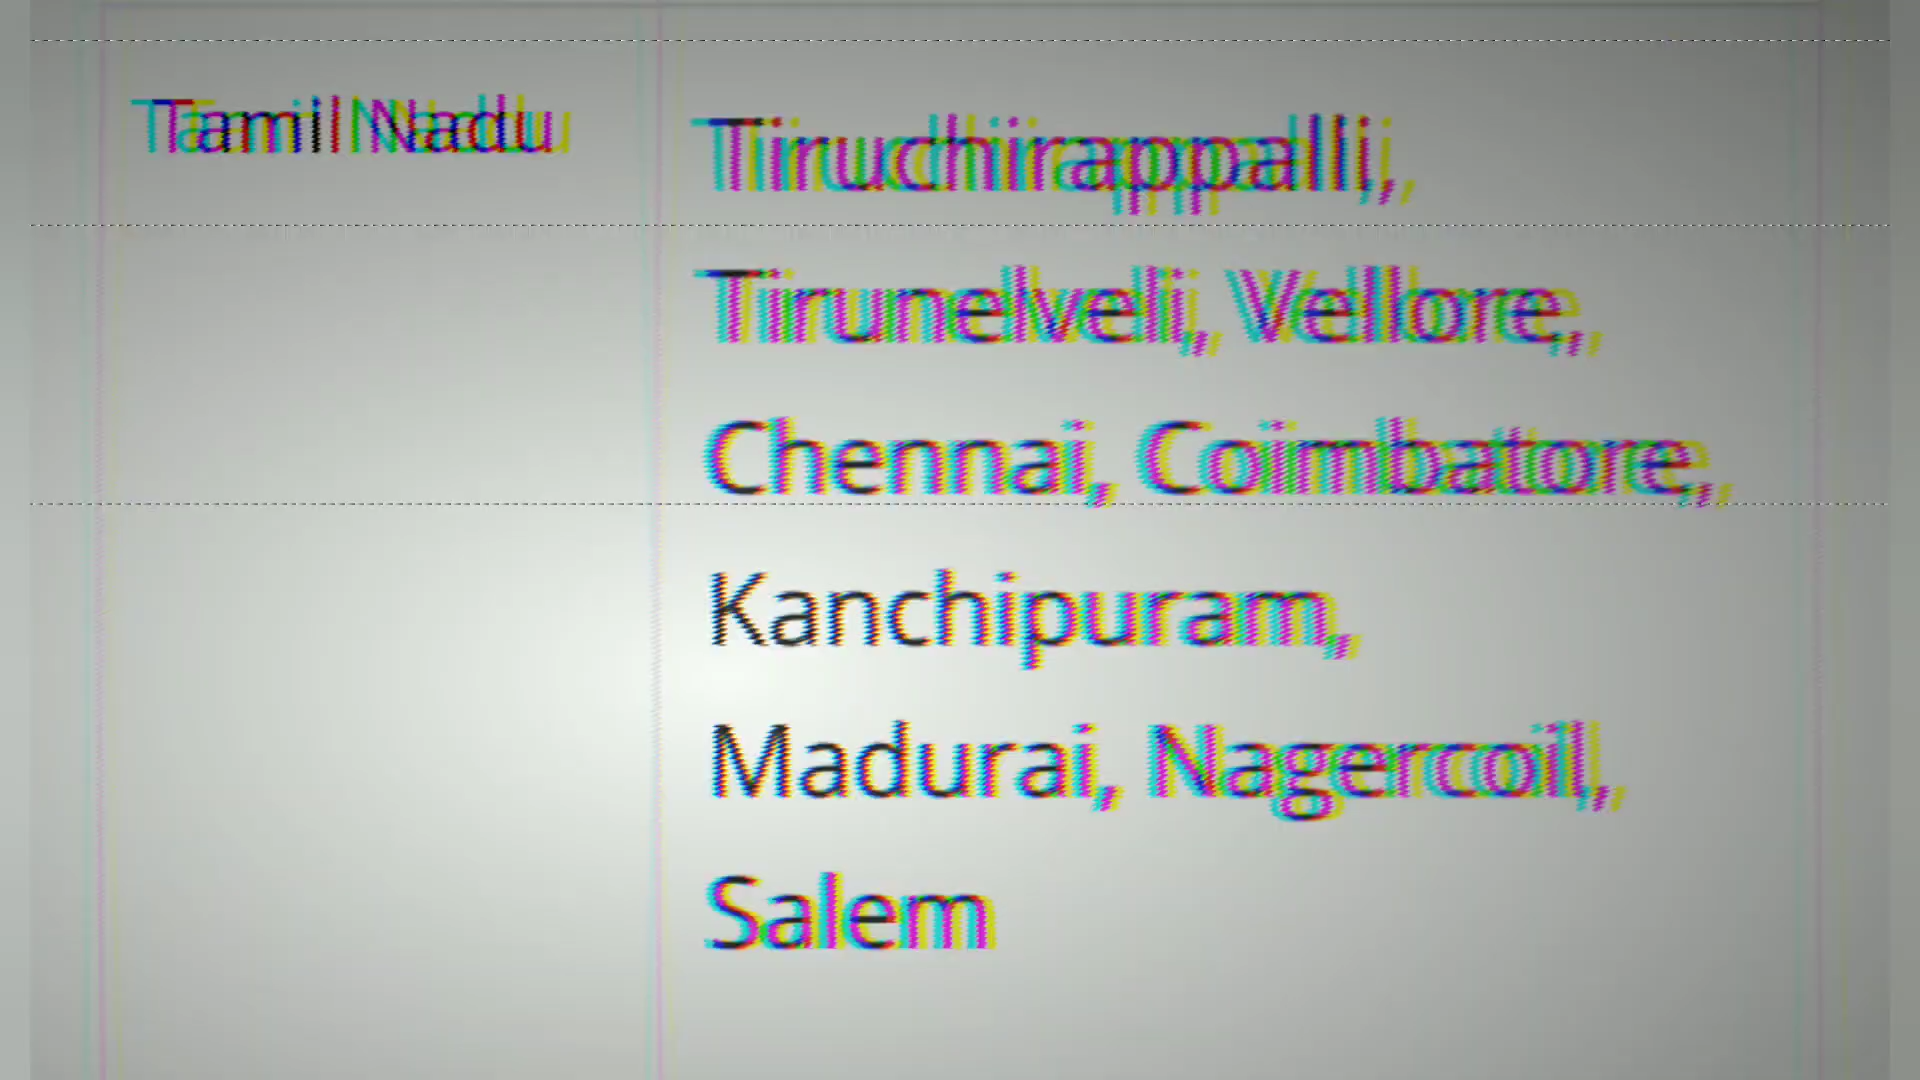 Tamil Nadu
Tiruchirappalli,
Tirunelveli, Vellore,
Chennai, Coimbatore,
Kanchipuram,
Madurai, Nagercoil,
Salem